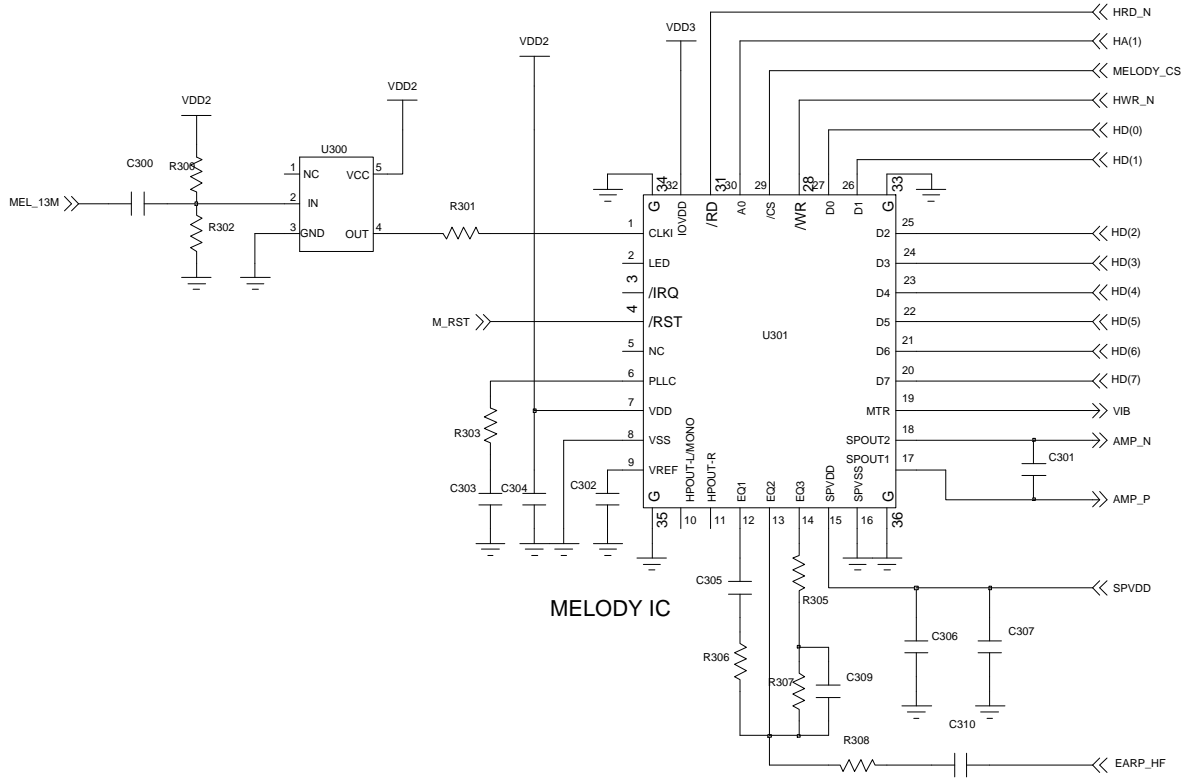 HRD_N
VDD3
HA(1)
VDD2
MELODY_CS
VDD2
VDD2
HWR_N
HD(0)
U300
C300
R300
HD(1)
1
NC
VCC
5
34
32
31
30
29
28
27
26
33
MEL_13M
2
IN
R301
G
IOVDD
/RD
A0
/CS
/WR
D0
D1
G
R302
3
GND
OUT
4
1
CLKI
D2
25
HD(2)
2
LED
D3
24
HD(3)
3
/IRQ
D4
23
HD(4)
M_RST
4
/RST
D5
22
HD(5)
U301
5
NC
D6
21
HD(6)
6
PLLC
D7
20
HD(7)
7
VDD
MTR
19
VIB
R303
8
VSS
SPOUT2
18
AMP_N
SPOUT1
17
C301
9
VREF
C303
C304
C302
G
HPOUT-L/MONO
HPOUT-R
EQ1
EQ2
EQ3
SPVDD
SPVSS
G
AMP_P
35
10
11
12
13
14
15
16
36
C305
R305
SPVDD
MELODY IC
C306
C307
R306
R307
C309
C310
R308
EARP_HF